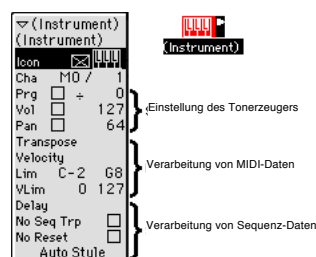 (Instrument)
(Instrument)
Icon
Cha M0 / 1
Prg ÷ 0
Vol 127
Pan 64
Transpose
Velocity
Lim C-2 G8
VLim 0 127
Delay
No Seq Trp
No Reset
Auto Style
(Instrument)
Einstellung des Tonerzeugers
Verarbeitung von MIDI-Daten
Verarbeitung von Sequenz-Daten